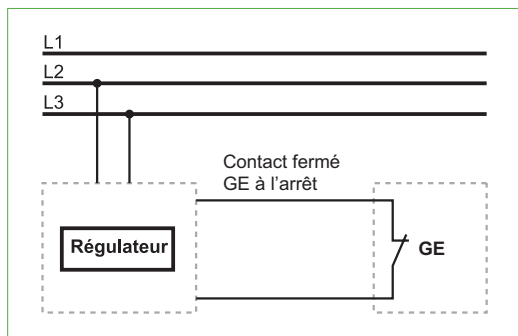 L1
L2
L3
Contact fermé
GE à l'arrêt
Régulateur
GE